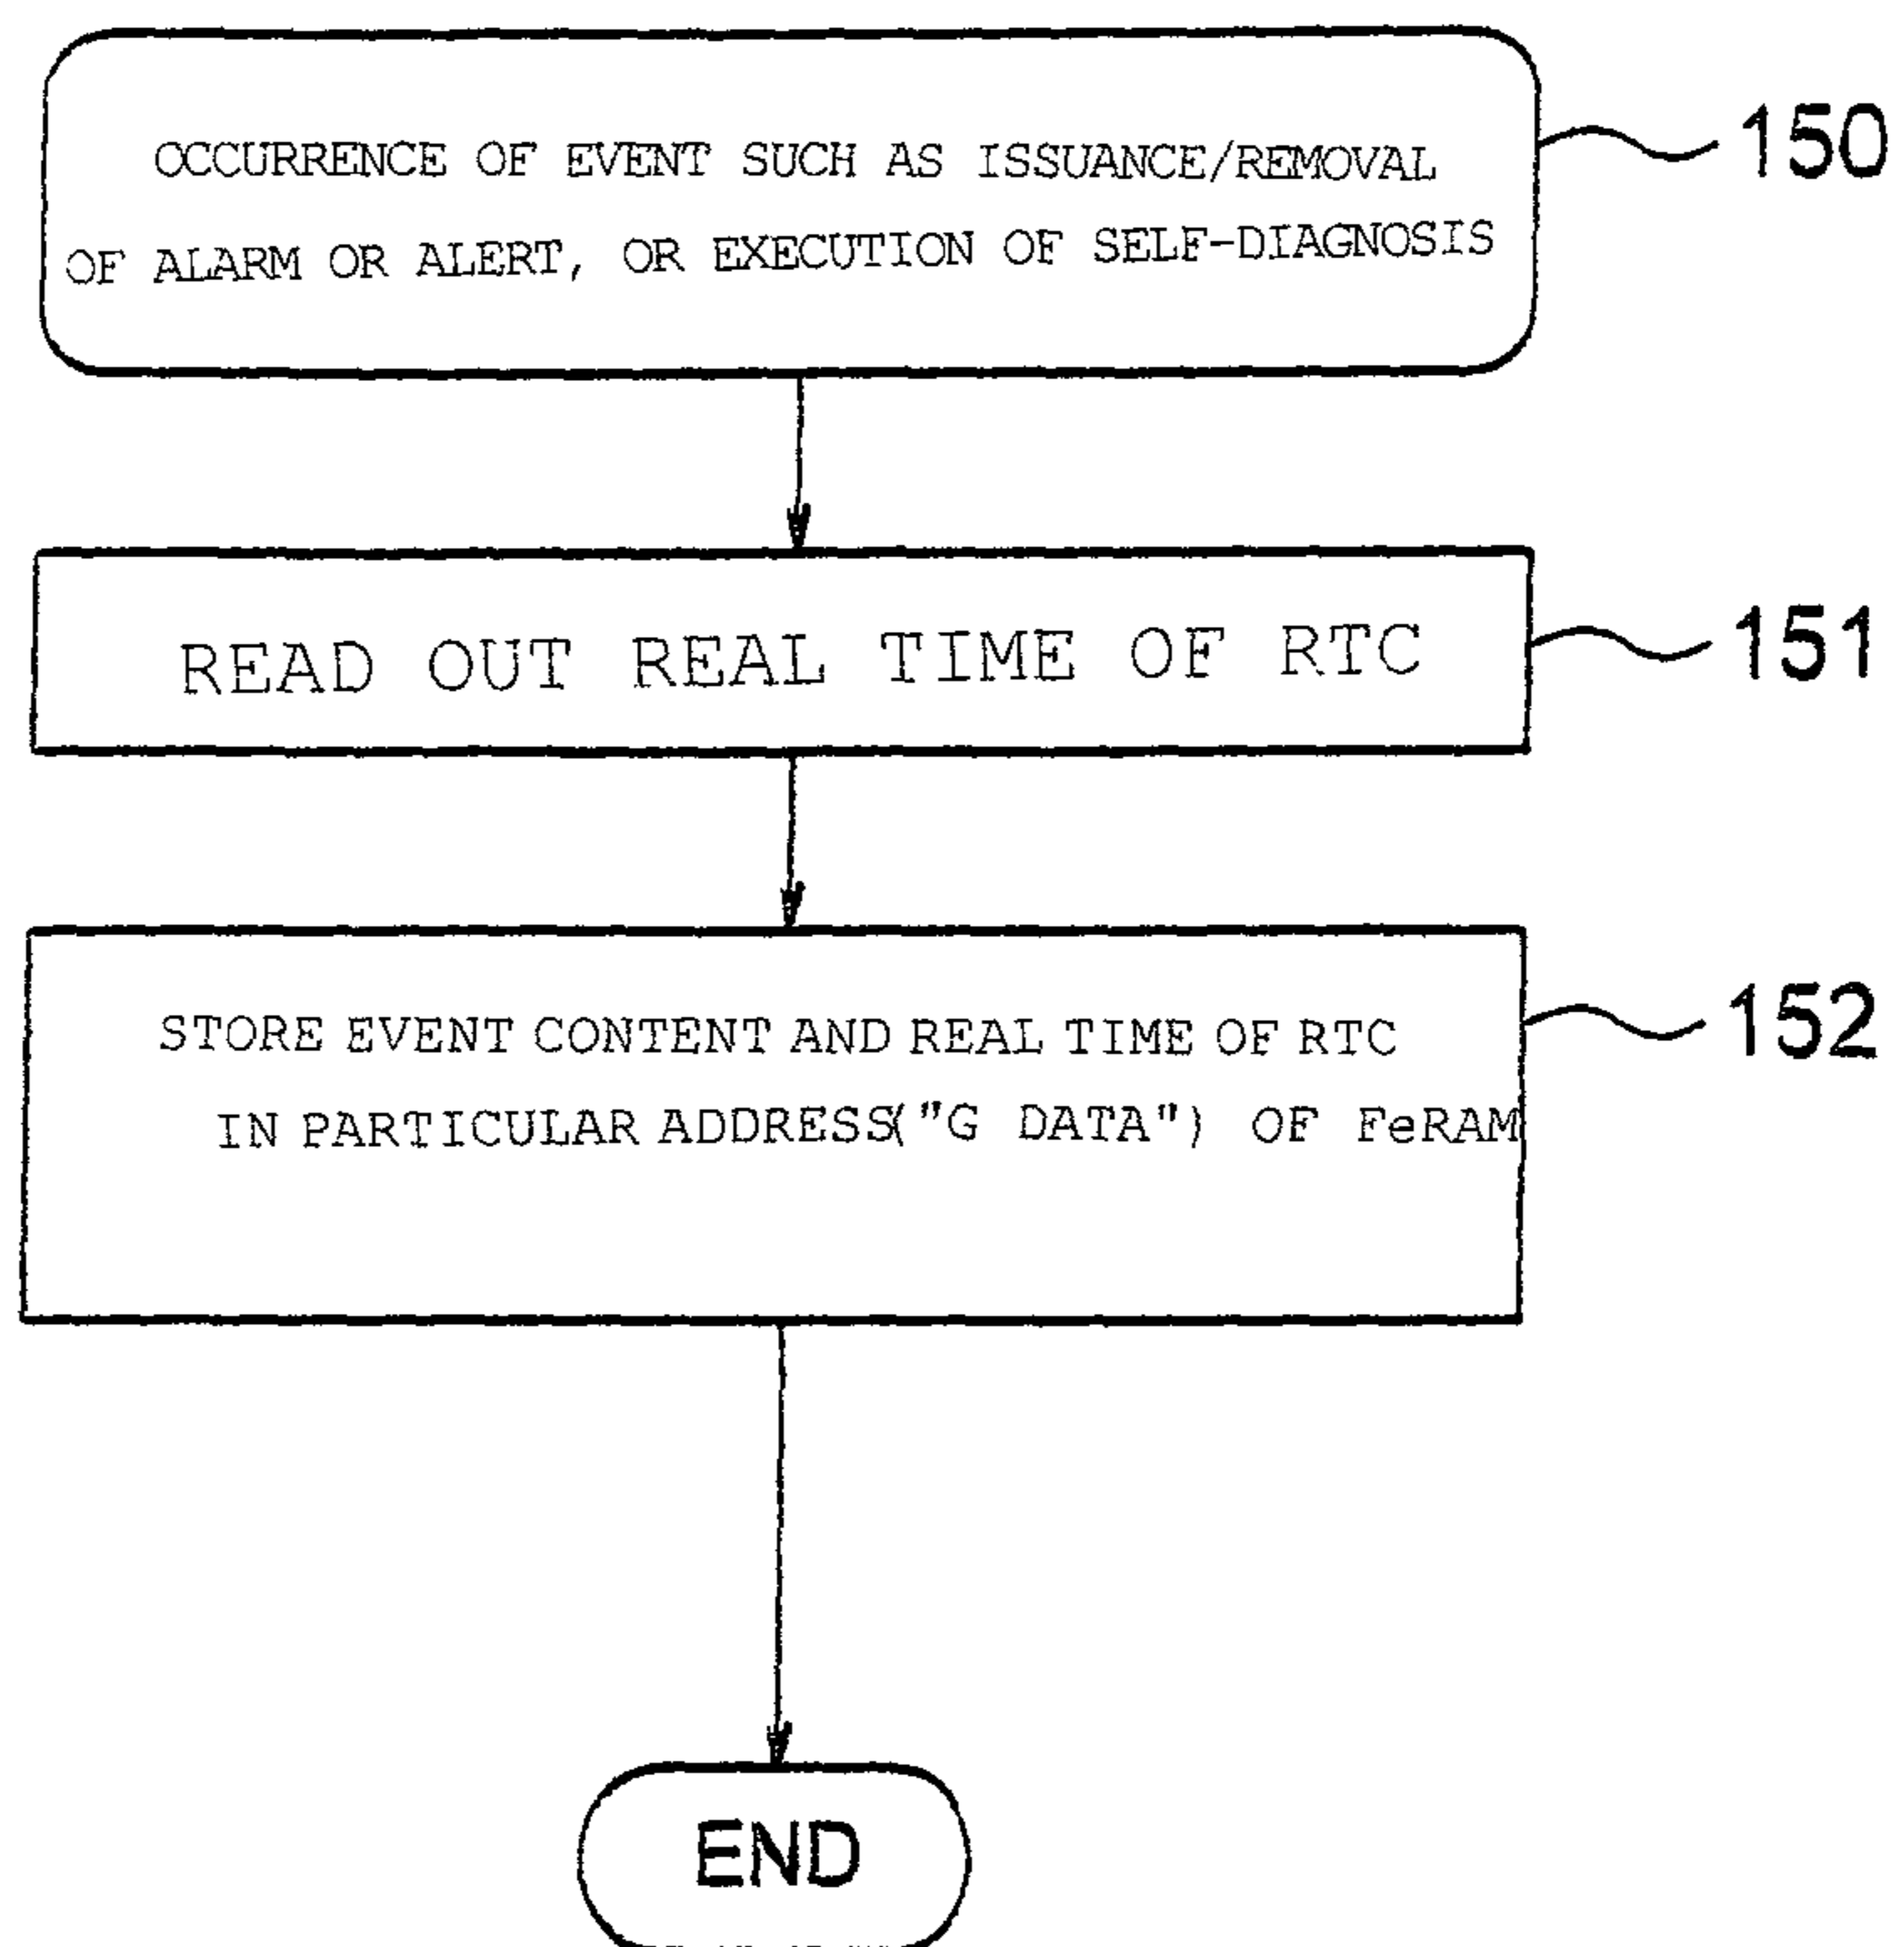 OCCURRENCE OF EVENT SUCH AS ISSUANCE/REMOVAL
OF ALARM OR ALERT, OR EXECUTION OF SELF-DIAGNOSIS
150
READ OUT REAL TIME OF RTC
151
STORE EVENT CONTENT AND REAL TIME OF RTC
IN PARTICULAR ADDRESS("G DATA") OF FeRAM
152
END